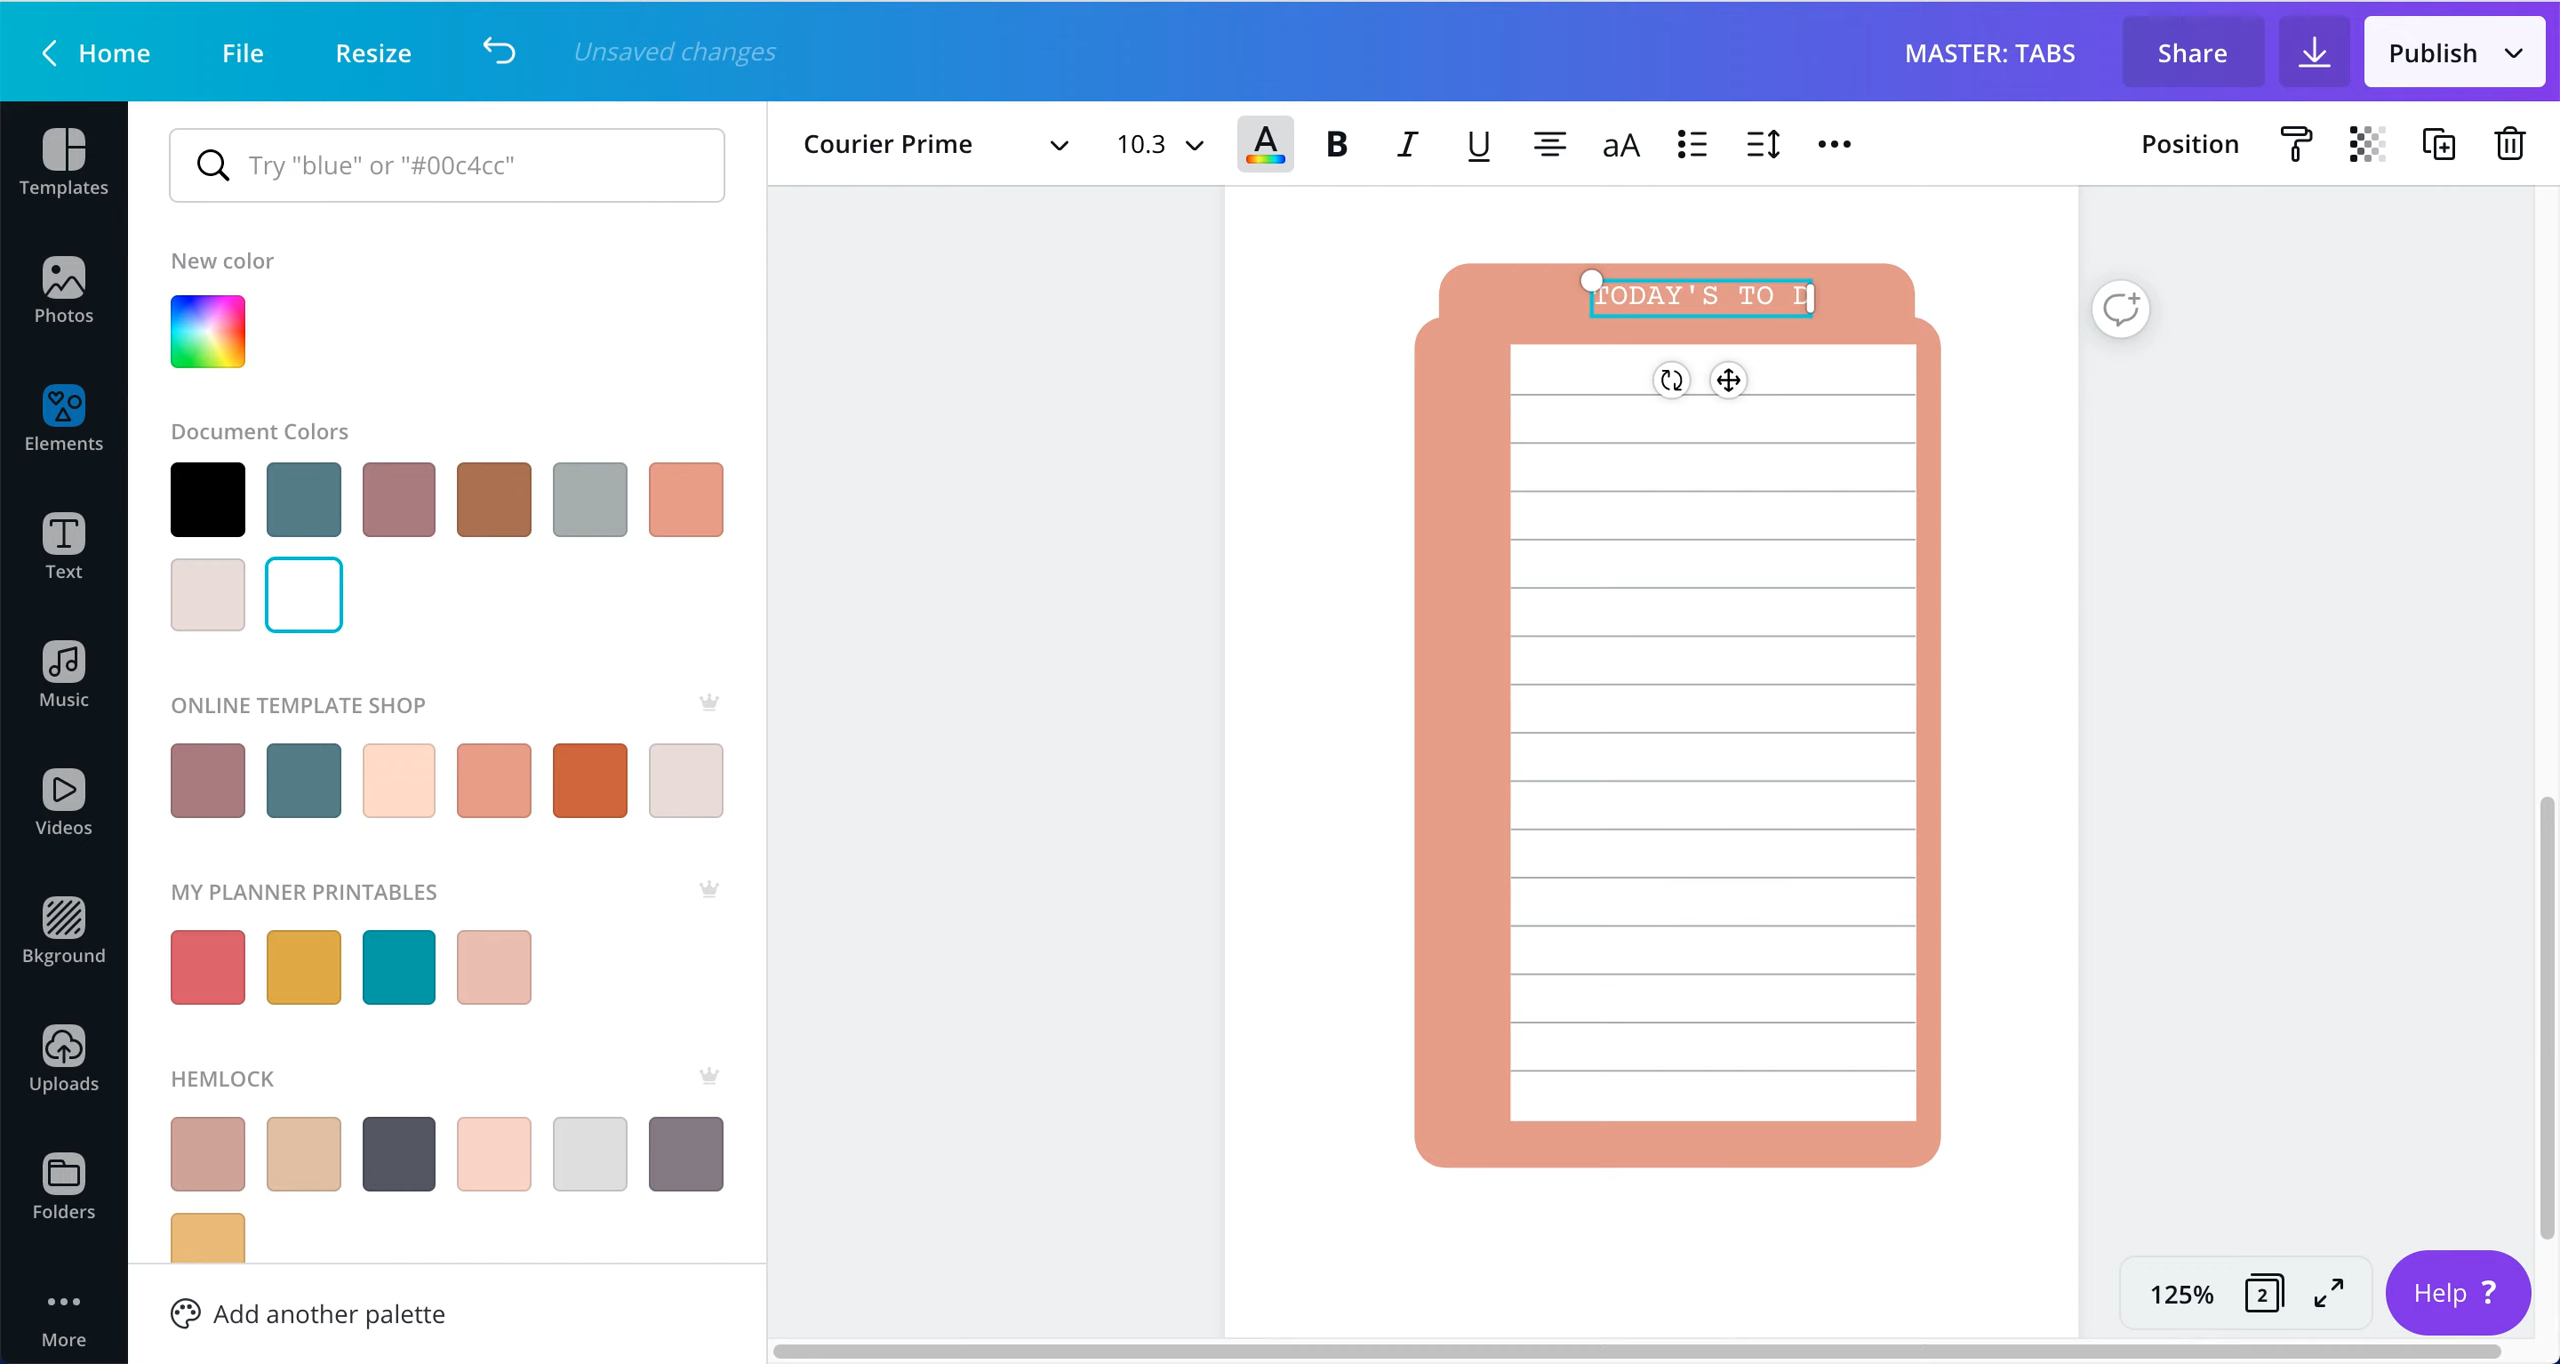 Home File Resize Unsaved changes MASTER: TABS Share Publish
Courier Prime 10.3 A B I U aA Position
Try "blue" or "#00c4cc"
Templates
New color
Photos
TODAY'S TO D
Document Colors
Elements
Text
ONLINE TEMPLATE SHOP
Music
Videos
MY PLANNER PRINTABLES
Bkground
HEMLOCK
Uploads
Folders
Add another palette
125% 2 Help ?
More